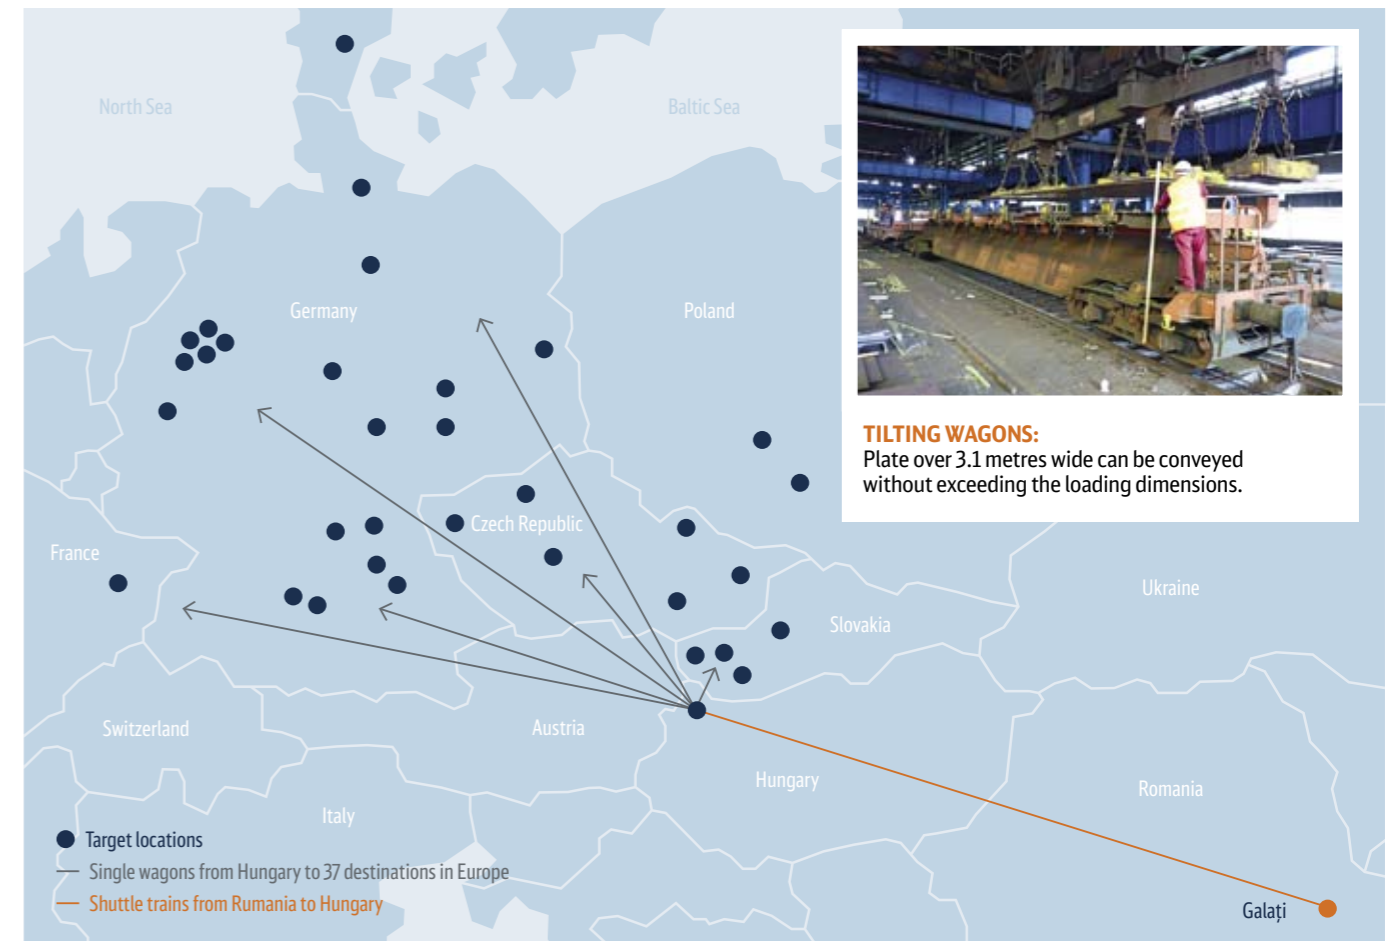 North Sea
Baltic Sea
Germany
Poland
TILTING WAGONS:
Plate over 3.1 metres wide can be conveyed
without exceeding the loading dimensions.
Czech Republic
France
Ukraine
Slovakia
Switzerland
Austria
Hungary
Romania
Italy
Target locations
Single wagons from Hungary to 37 destinations in Europe
Shuttle trains from Rumania to Hungary
Galați